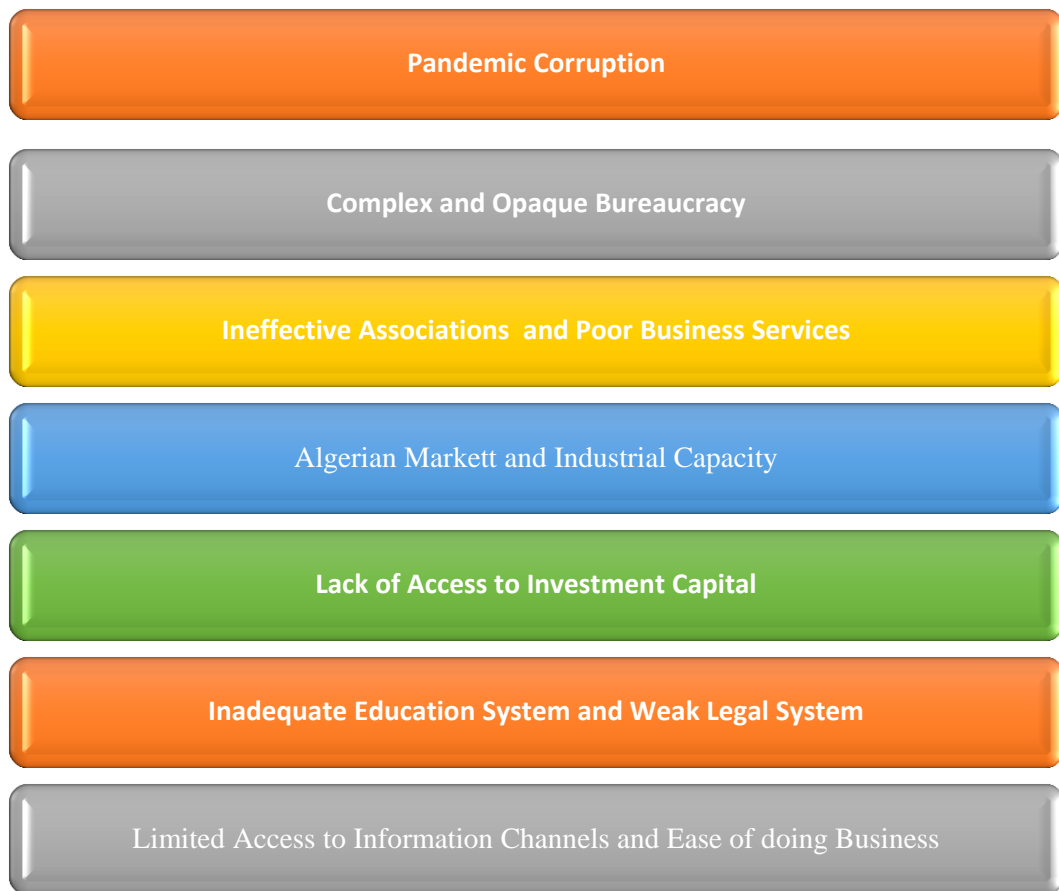 Pandemic Corruption
Complex and Opaque Bureaucracy
Ineffective Associations  and Poor Business Services
Algerian Markett and Industrial Capacity
Lack of Access to Investment Capital
Inadequate Education System and Weak Legal System
Limited Access to Information Channels and Ease of doing Business